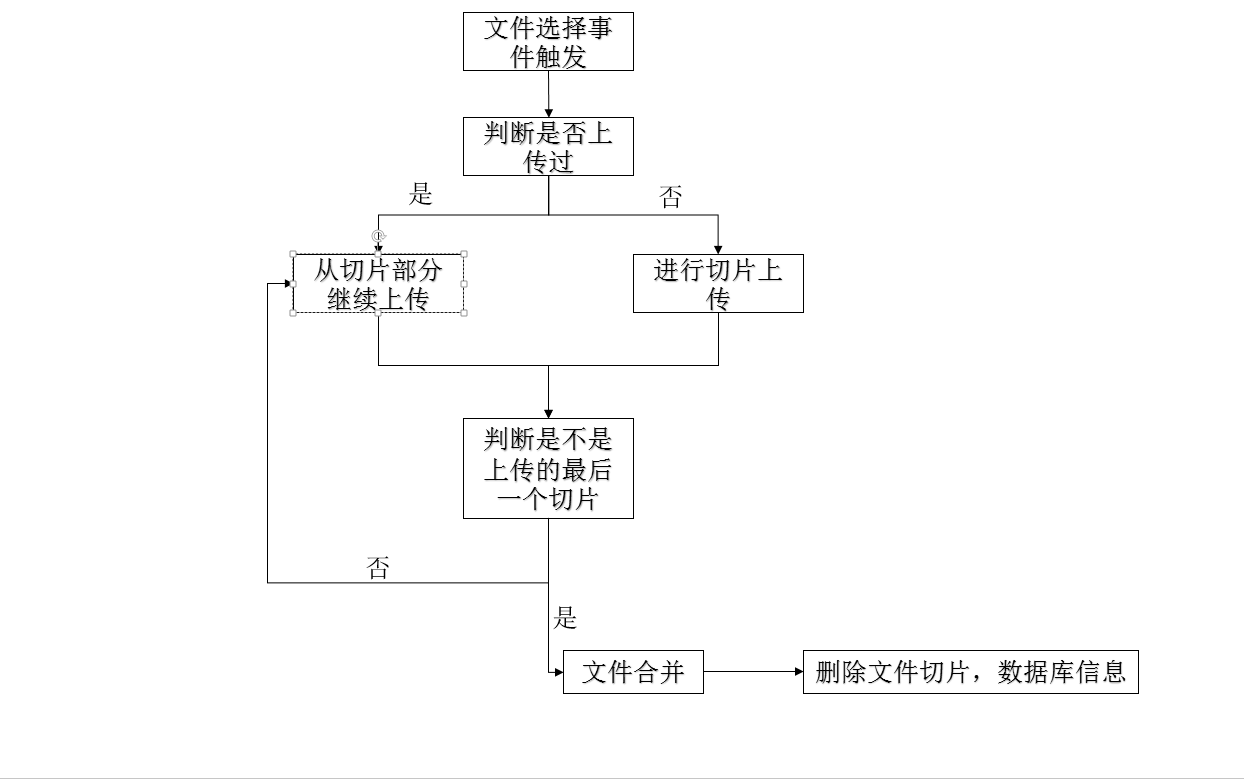 文件选择事
件触发
判断是否上
传过
是
否
从切片部分
继续上传
进行切片上
传
判断是不是
上传的最后
一个切片
否
是
文件合并
删除文件切片，数据库信息